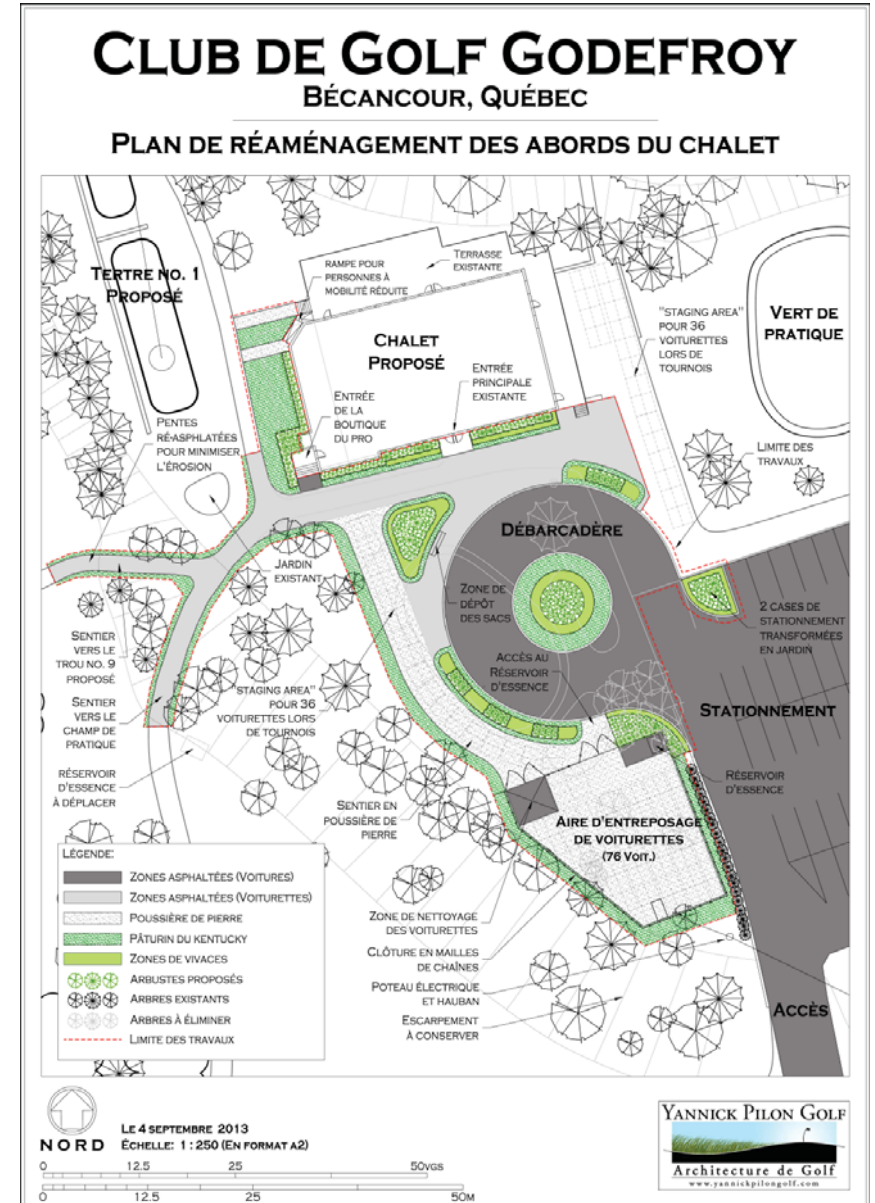 CLUB DE GOLF GODEFROY
BÉCANCOUR, QUÉBEC
PLAN DE RÉAMÉNAGEMENT DES ABORDS DU CHALET
TERTRE NO. 1
PROPOSÉ
RAMPE POUR
PERSONNES À
MOBILITÉ RÉDUITE
TERRASSE
EXISTANTE
CHALET
PROPOSÉ
"STAGING AREA"
POUR 36
VOITURETTES
LORS DE
TOURNOIS
VERT DE
PRATIQUE
ENTRÉE
DE LA
BOUTIQUE
DU PRO
ENTRÉE
PRINCIPALE
EXISTANTE
PENTES
RÉ-ASPHLATÉES
POUR MINIMISER
L'ÉROSION
LIMITE DES
TRAVAUX
DÉBARCADÈRE
JARDIN
EXISTANT
ZONE DE
DÉPÔT
DES SACS
2 CASES DE
STATIONNEMENT
TRANSFORMÉES
EN JARDIN
SENTIER
VERS LE
TROU NO. 9
PROPOSÉ
ACCÈS AU
RÉSERVOIR
D'ESSENCE
"STAGING AREA"
POUR 36
VOITURETTES LORS
DE TOURNOIS
SENTIER
VERS LE
CHAMP DE
PRATIQUE
STATIONNEMENT
RÉSERVOIR
D'ESSENCE
À DÉPLACER
RÉSERVOIR
D'ESSENCE
SENTIER EN
POUSSIÈRE DE
PIERRE
AIRE D'ENTREPOSAGE
DE VOITURETTES
(76 VOIT.)
LÉGENDE:
ZONES ASPHALTÉES (VOITURES)
ZONES ASPHALTÉES (VOITURETTES)
POUSSIÈRE DE PIERRE
PÂTURIN DU KENTUCKY
ZONES DE VIVACES
ARBUSTES PROPOSÉS
ARBRES EXISTANTS
ARBRES À ÉLIMINER
LIMITE DES TRAVAUX
ZONE DE NETTOYAGE
DES VOITURETTES
CLÔTURE EN MAILLES
DE CHAÎNES
POTEAU ÉLECTRIQUE
ET HAUBAN
ESCARPEMENT
À CONSERVER
ACCÈS
NORD
LE 4 SEPTEMBRE 2013
ÉCHELLE: 1 : 250 (EN FORMAT A2)
0 12.5 25 50VGS
0 12.5 25 50M
YANNICK PILON GOLF
Architecture de Golf
www.yannickpilongolf.com